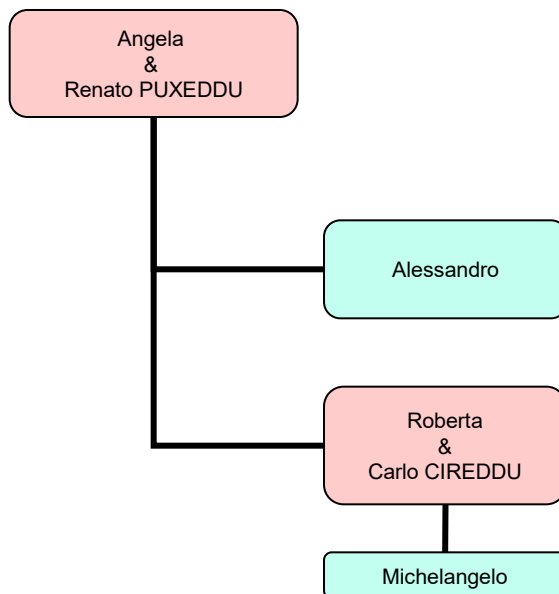 Angela
&
Renato PUXEDDU
Alessandro
Roberta
&
Carlo CIREDDU
Michelangelo